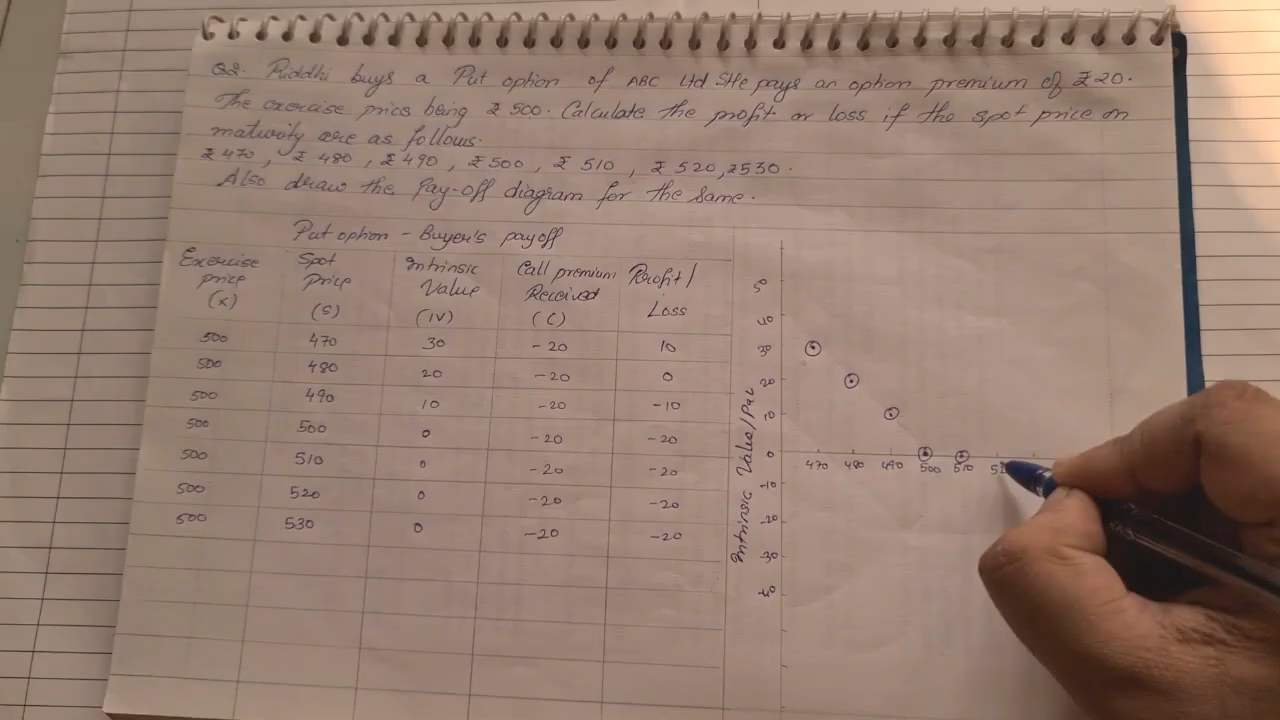 Q2. Riddhi buys a Put option of ABC Ltd SHe pays an option premium of ₹20.
The exercise price being ₹ 500. Calculate the profit or loss if the spot price on
maturity are as follows.
₹ 470, ₹ 480, ₹ 490, ₹ 500, ₹ 510, ₹ 520, ₹530.
Also draw the Pay-off diagram for the same.
Put option - Buyer's payoff
Exercise price (X) Spot Price (S) Intrinsic Value (IV) Call premium Received (C) Profit/ Loss
500 470 30 -20 10
500 480 20 -20 0
500 490 10 -20 -10
500 500 0 -20 -20
500 510 0 -20 -20
500 520 0 -20 -20
500 530 0 -20 -20
Intrinsic Value/
50
40
30
20
10
0
470 480 490 500 510
-10
-20
-30
-40